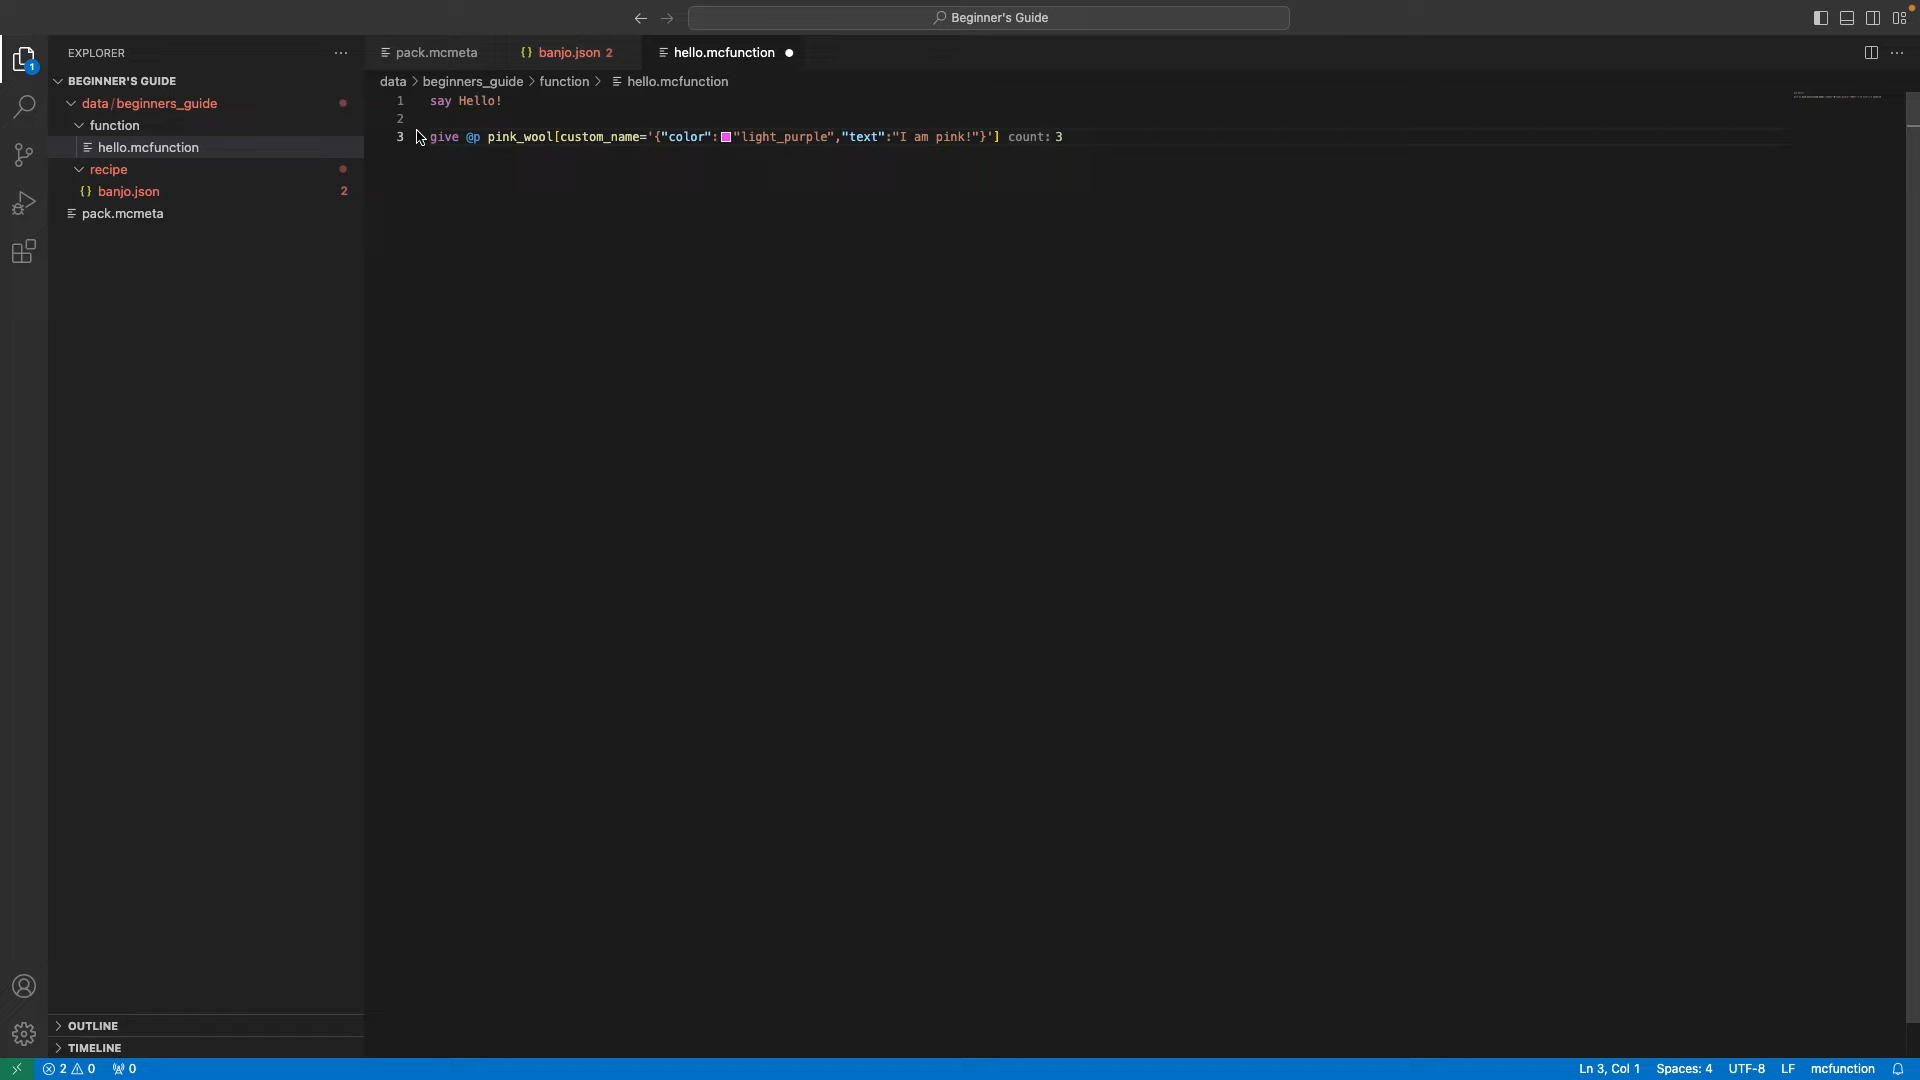 Beginner's Guide
EXPLORER
pack.mcmeta
banjo.json 2
hello.mcfunction
BEGINNER'S GUIDE
data > beginners_guide > function > hello.mcfunction
data/beginners_guide
function
hello.mcfunction
recipe
banjo.json 2
pack.mcmeta
1 say Hello!
2
3 give @p pink_wool[custom_name='{"color":"light_purple","text":"I am pink!"}'] count: 3
1
OUTLINE
TIMELINE
2 0 0
Ln 3, Col 1 Spaces: 4 UTF-8 LF mcfunction